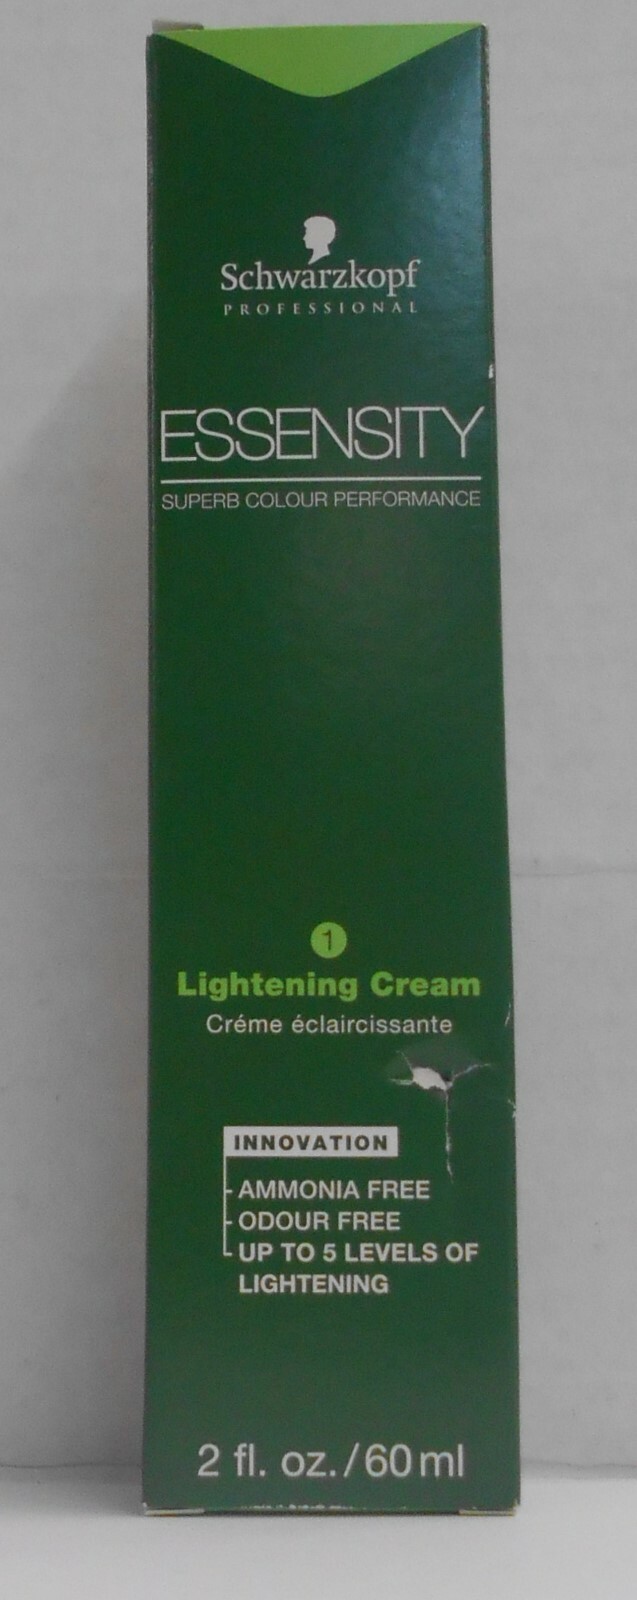 Schwarzkopf
PROFESSIONAL
ESSENSITY
SUPERB COLOUR PERFORMANCE
1
Lightening Cream
Créme éclaircissante
INNOVATION
- AMMONIA FREE
- ODOUR FREE
- UP TO 5 LEVELS OF
LIGHTENING
2 fl. oz./60ml